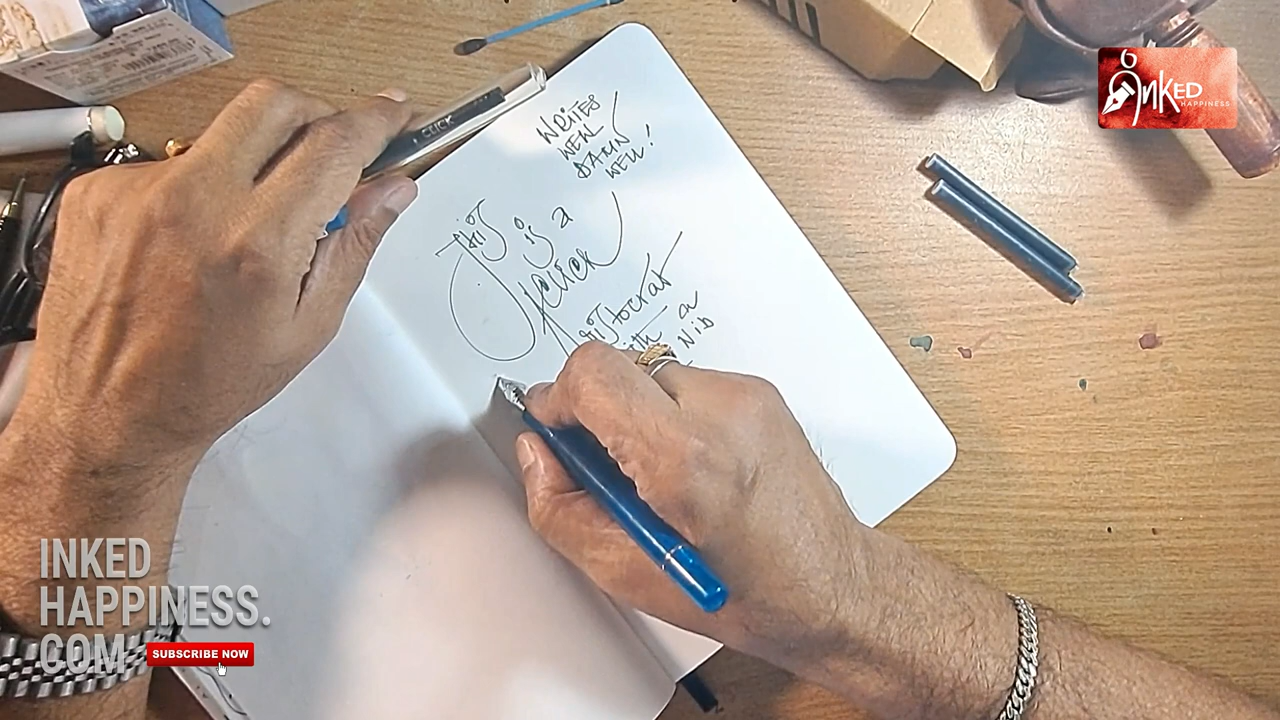 WRITES
WELL
DAMN
WELL!
This
is a
Click
Aristocrat
with a
Nib
CLICK
INKED
HAPPINESS
INKED
HAPPINESS.
COM
SUBSCRIBE NOW